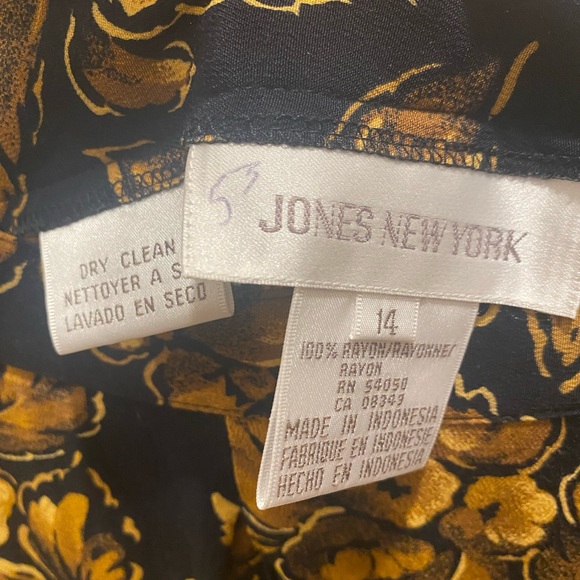 JONES NEW YORK
DRY CLEAN
NETTOYER A S
LAVADO EN SECO
14
100% RAYON/RAYONNE/
RAYON
RN 54050
CA 08349
MADE IN INDONESIA
FABRIQUE EN INDONESIE
HECHO EN INDONESIA